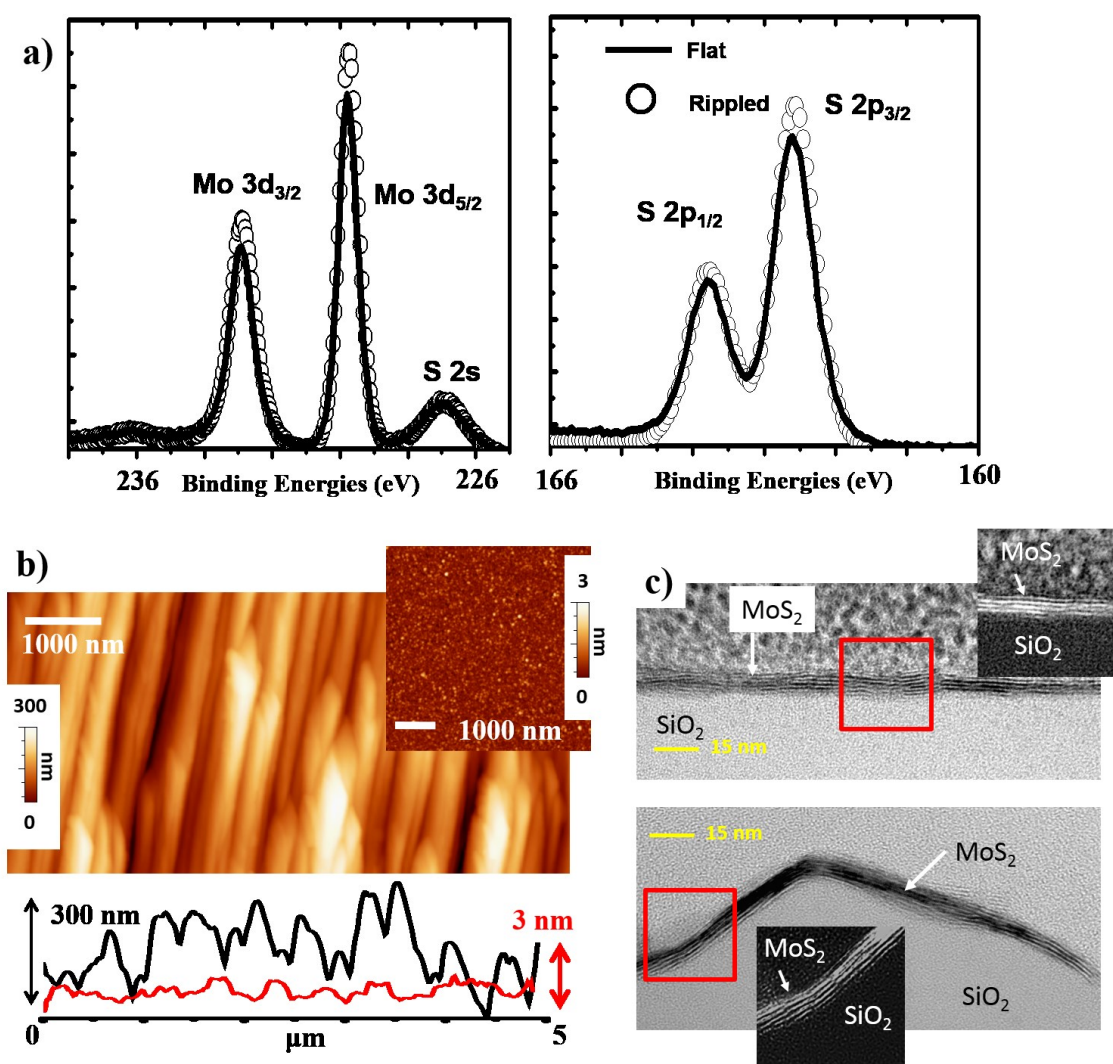 a)
Mo 3d3/2
Mo 3d5/2
S 2s
236
Binding Energies (eV)
226
Flat
Rippled
S 2p3/2
S 2p1/2
166
Binding Energies (eV)
160
b)
1000 nm
300
nm
0
3
nm
0
1000 nm
300 nm
3 nm
0
µm
5
c)
MoS2
SiO2
MoS2
SiO2
15 nm
15 nm
MoS2
MoS2
SiO2
SiO2